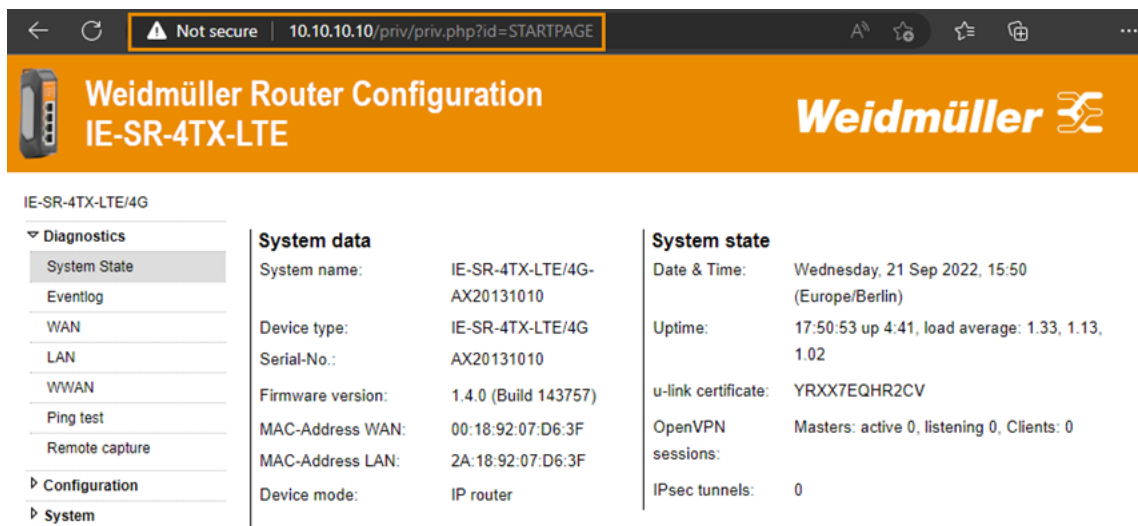 Not secure | 10.10.10.10/priv/priv.php?id=STARTPAGE
Weidmüller Router Configuration
IE-SR-4TX-LTE
Weidmüller
IE-SR-4TX-LTE/4G
Diagnostics
System State
Eventlog
WAN
LAN
WWAN
Ping test
Remote capture
Configuration
System
System data
System name: IE-SR-4TX-LTE/4G-
AX20131010
Device type: IE-SR-4TX-LTE/4G
Serial-No.: AX20131010
Firmware version: 1.4.0 (Build 143757)
MAC-Address WAN: 00:18:92:07:D6:3F
MAC-Address LAN: 2A:18:92:07:D6:3F
Device mode: IP router
System state
Date & Time: Wednesday, 21 Sep 2022, 15:50
(Europe/Berlin)
Uptime: 17:50:53 up 4:41, load average: 1.33, 1.13,
1.02
u-link certificate: YRXX7EQHR2CV
OpenVPN Masters: active 0, listening 0, Clients: 0
sessions:
IPsec tunnels: 0